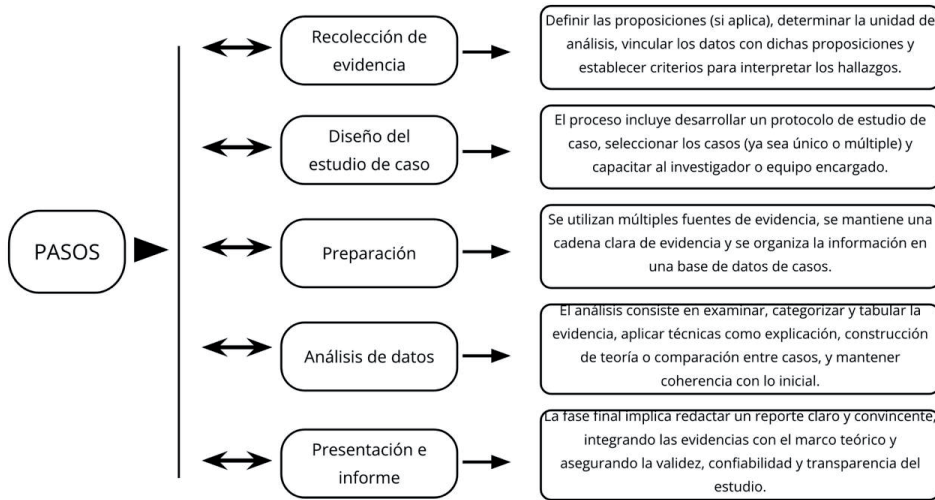 PASOS
Recolección de
evidencia
Definir las proposiciones (si aplica), determinar la unidad de
análisis, vincular los datos con dichas proposiciones y
establecer criterios para interpretar los hallazgos.
Diseño del
estudio de caso
El proceso incluye desarrollar un protocolo de estudio de
caso, seleccionar los casos (ya sea único o múltiple) y
capacitar al investigador o equipo encargado.
Preparación
Se utilizan múltiples fuentes de evidencia, se mantiene una
cadena clara de evidencia y se organiza la información en
una base de datos de casos.
Análisis de datos
El análisis consiste en examinar, categorizar y tabular la
evidencia, aplicar técnicas como explicación, construcción
de teoría o comparación entre casos, y mantener
coherencia con lo inicial.
Presentación e
informe
La fase final implica redactar un reporte claro y convincente,
integrando las evidencias con el marco teórico y
asegurando la validez, confiabilidad y transparencia del
estudio.